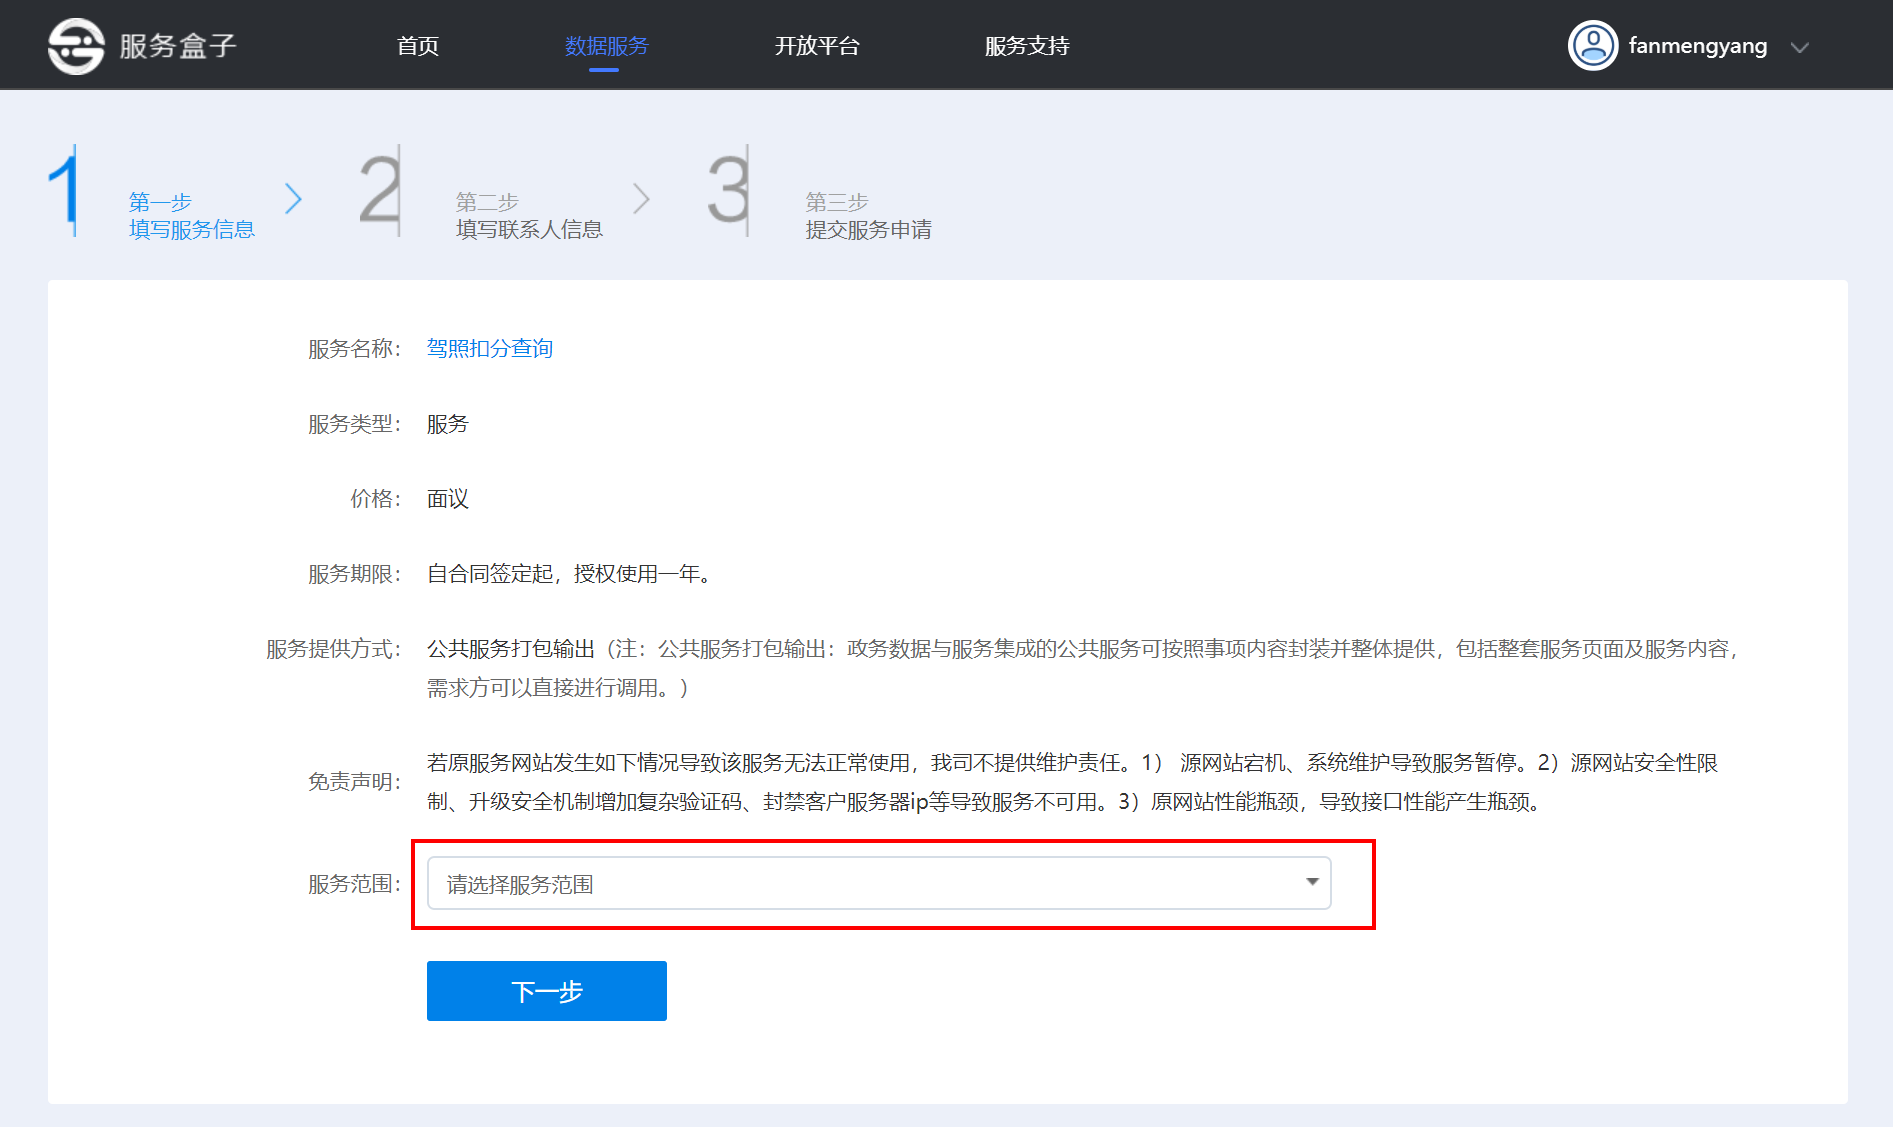 服务盒子 首页 数据服务 开放平台 服务支持 fanmengyang
1 第一步 2 第二步 3 第三步
填写服务信息 填写联系人信息 提交服务申请
服务名称： 驾照扣分查询
服务类型： 服务
价格： 面议
服务期限： 自合同签定起，授权使用一年。
服务提供方式： 公共服务打包输出（注：公共服务打包输出：政务数据与服务集成的公共服务可按照事项内容封装并整体提供，包括整套服务页面及服务内容，
需求方可以直接进行调用。）
若原服务网站发生如下情况导致该服务无法正常使用，我司不提供维护责任。1） 源网站宕机、系统维护导致服务暂停。2）源网站安全性限
免责声明：
制、升级安全机制增加复杂验证码、封禁客户服务器ip等导致服务不可用。3）原网站性能瓶颈，导致接口性能产生瓶颈。
服务范围： 请选择服务范围
下一步